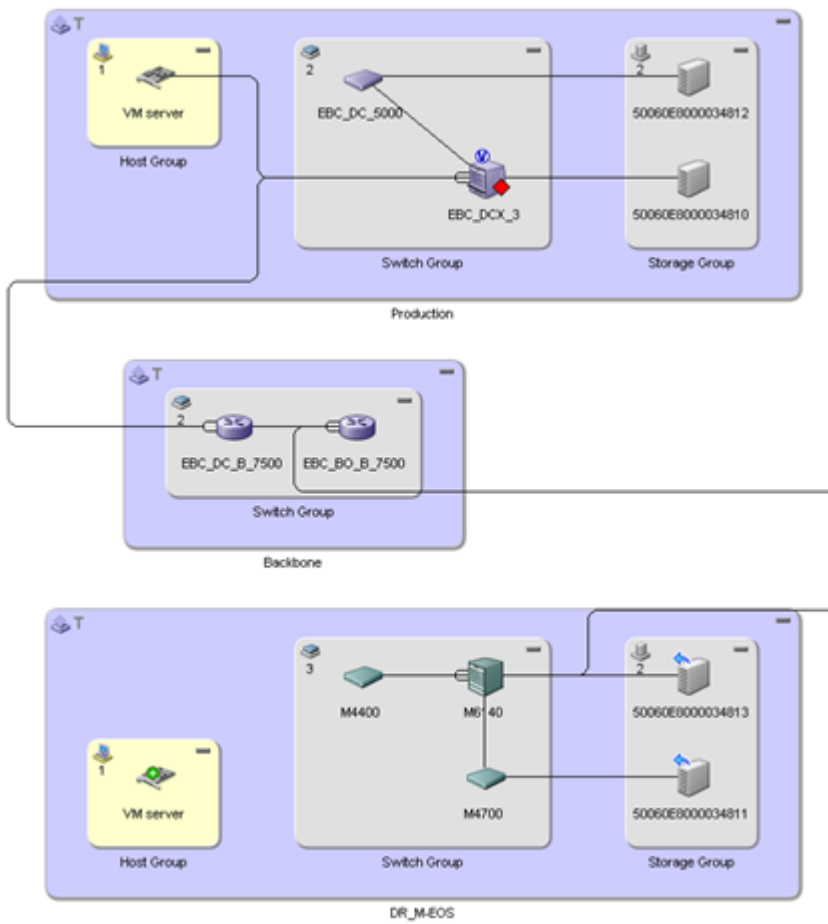 T
1
VM server
Host Group
2
EBC_DC_5000
V
EBC_DCX_3
Switch Group
2
50060E8000034812
50060E8000034810
Storage Group
Production
T
2
EBC_DC_B_7500
EBC_BO_B_7500
Switch Group
Backbone
T
1
VM server
Host Group
3
M4400
M6140
M4700
Switch Group
2
50060E8000034813
50060E8000034811
Storage Group
DR_M-EOS